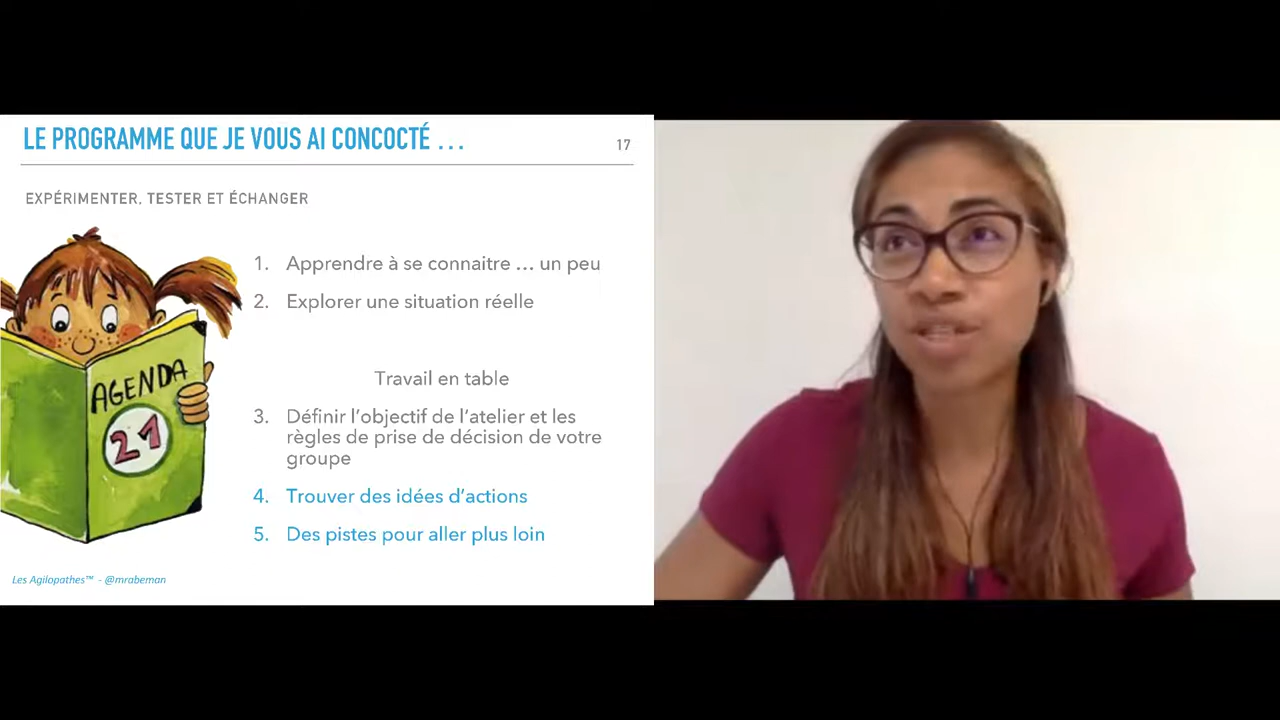 LE PROGRAMME QUE JE VOUS AI CONCOCTÉ ...
17
EXPÉRIMENTER, TESTER ET ÉCHANGER
AGENDA
21
1. Apprendre à se connaitre ... un peu
2. Explorer une situation réelle
Travail en table
3. Définir l'objectif de l'atelier et les
règles de prise de décision de votre
groupe
4. Trouver des idées d'actions
5. Des pistes pour aller plus loin
Les Agilopathes™ - @mrabeman